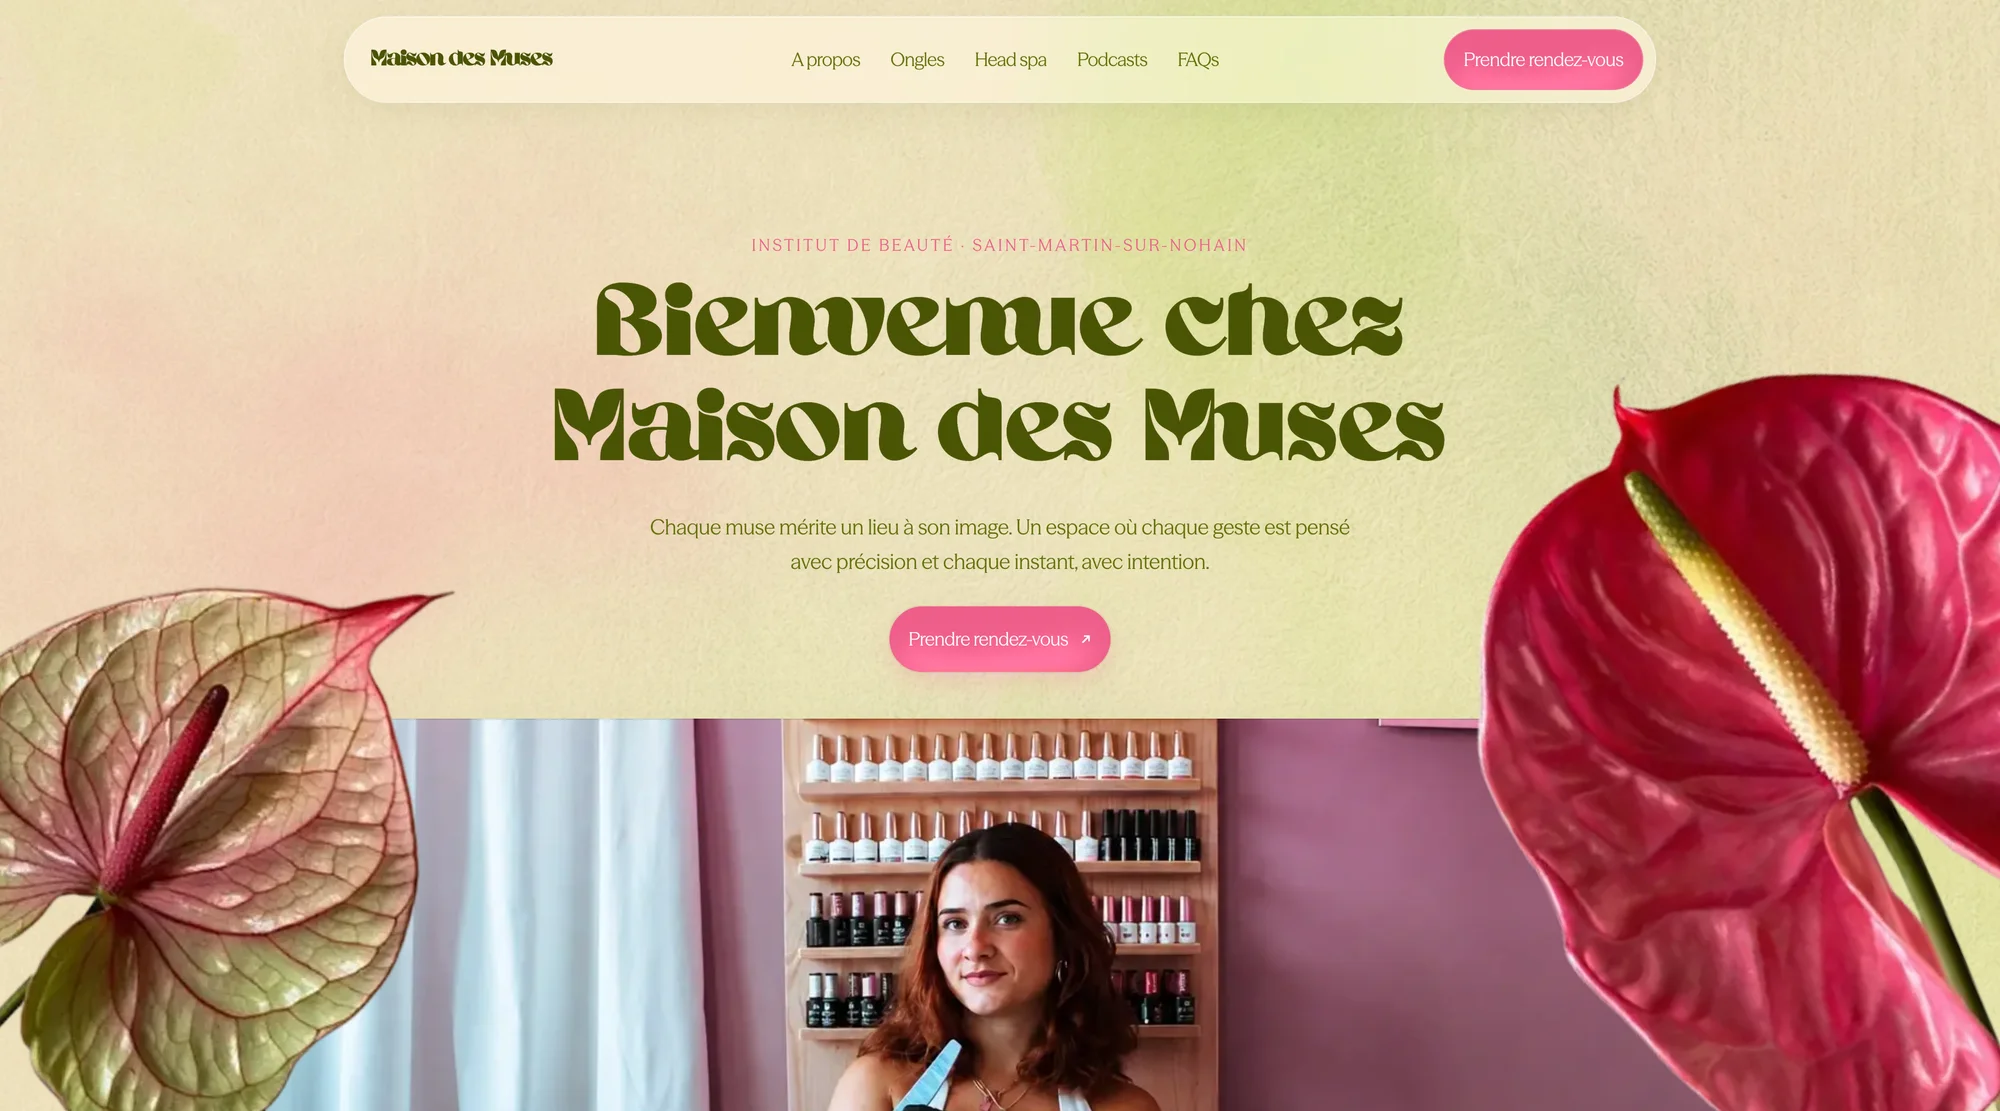 Maison des Muses
A propos
Ongles
Head spa
Podcasts
FAQs
Prendre rendez-vous
INSTITUT DE BEAUTÉ · SAINT-MARTIN-SUR-NOHAIN
Bienvenue chez
Maison des Muses
Chaque muse mérite un lieu à son image. Un espace où chaque geste est pensé
avec précision et chaque instant, avec intention.
Prendre rendez-vous